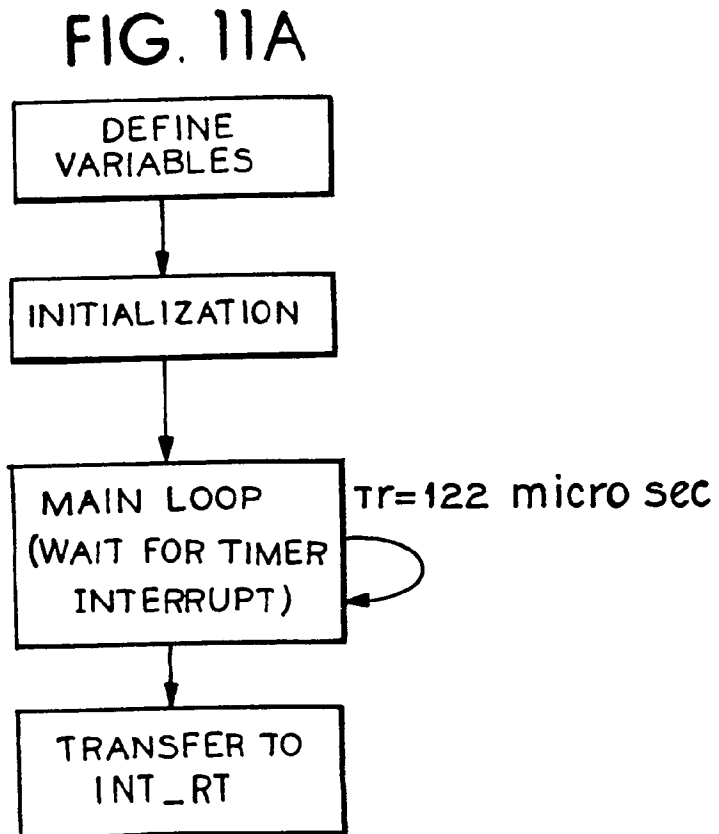 FIG. 11A
DEFINE
VARIABLES
INITIALIZATION
MAIN LOOP
(WAIT FOR TIMER
INTERRUPT)
Tr=122 micro sec
TRANSFER TO
INT_RT